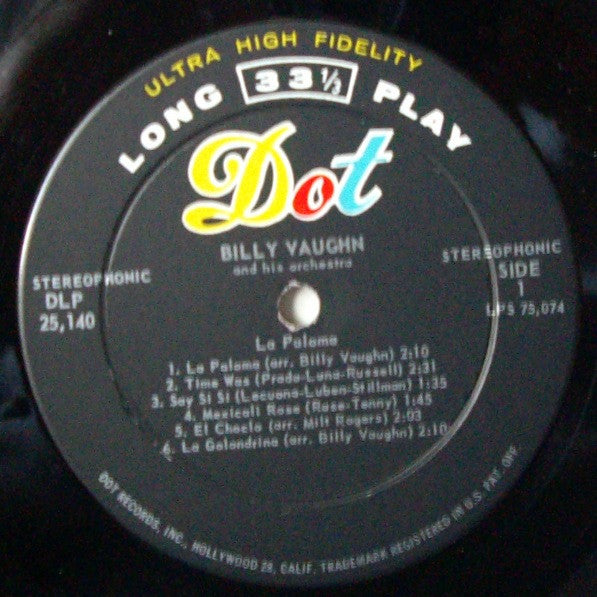 ULTRA HIGH FIDELITY
LONG 33 1/3 PLAY
Dot
BILLY VAUGHN
and his orchestra
STEREOPHONIC
DLP
25,140
STEREOPHONIC
SIDE
1
LPS 75,074
La Paloma
1. La Paloma (arr. Billy Vaughn) 2:10
2. Time Was (Prado-Luna-Russell) 2:31
3. Say Si Si (Lecuona-Luban-Stillman) 1:35
4. Mexicali Rose (Rose-Tenny) 1:45
5. El Choclo (arr. Milt Rogers) 2:03
6. La Golondrina (arr. Billy Vaughn) 2:10
DOT RECORDS, INC., HOLLYWOOD 28, CALIF. TRADEMARK REGISTERED IN U.S. PAT. OFF.